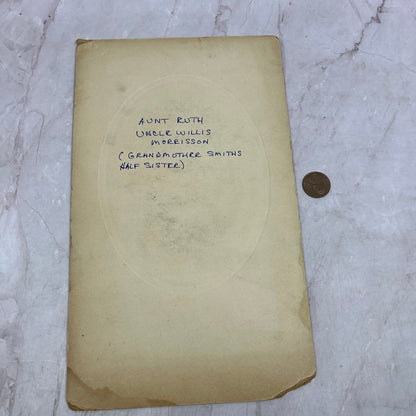 AUNT RUTH
UNCLE WILLIS
MORRISSON
(GRANDMOTHER SMITHS
HALF SISTER)